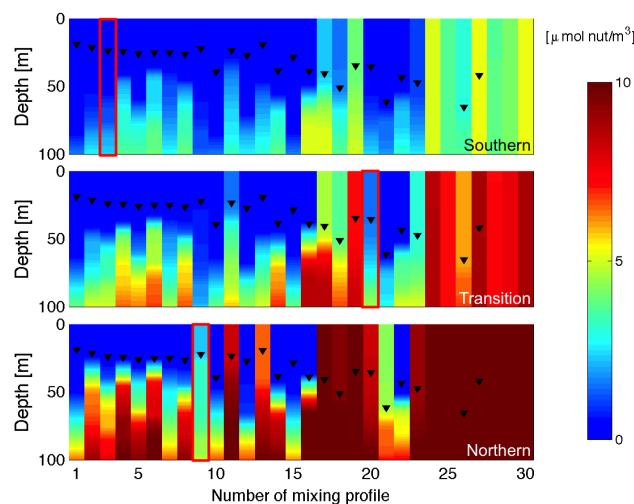 [μ mol nut/m³]
0
50
100
Depth [m]
Southern
10
5
0
0
50
100
Depth [m]
Transition
0
50
100
Depth [m]
Northern
1 5 10 15 20 25 30
Number of mixing profile